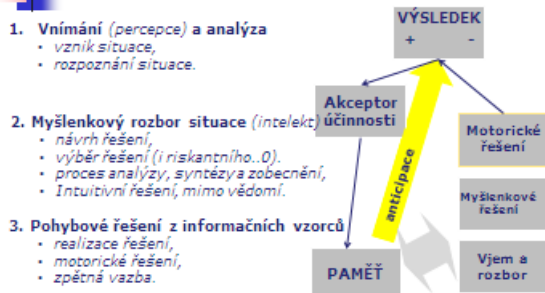 1. Vnímání (percepce) a analýza
• vznik situace,
• rozpoznání situace.
2. Myšlenkový rozbor situace (intelekt)
• návrh řešení,
• výběr řešení (i riskantního..0).
• proces analýzy, syntézy a zobecnění,
• Intuitivní řešení, mimo vědomí.
3. Pohybové řešení z informačních vzorců
• realizace řešení,
• motorické řešení,
• zpětná vazba.
VÝSLEDEK
+ -
Akceptor
účinnosti
Motorické
řešení
anticipace
Myšlenkové
řešení
PAMĚŤ
Vjem a
rozbor